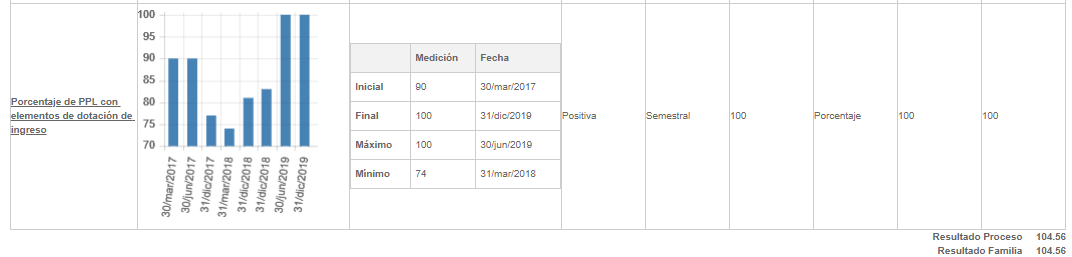 Porcentaje de PPL con
elementos de dotación de
ingreso
100
95
90
85
80
75
70
30/mar/2017
30/jun/2017
31/dic/2017
31/mar/2018
31/dic/2018
31/dic/2018
30/jun/2019
31/dic/2019
Medición Fecha
Inicial 90 30/mar/2017
Final 100 31/dic/2019
Máximo 100 30/jun/2019
Mínimo 74 31/mar/2018
Positiva Semestral 100 Porcentaje 100 100
Resultado Proceso 104.56
Resultado Familia 104.56